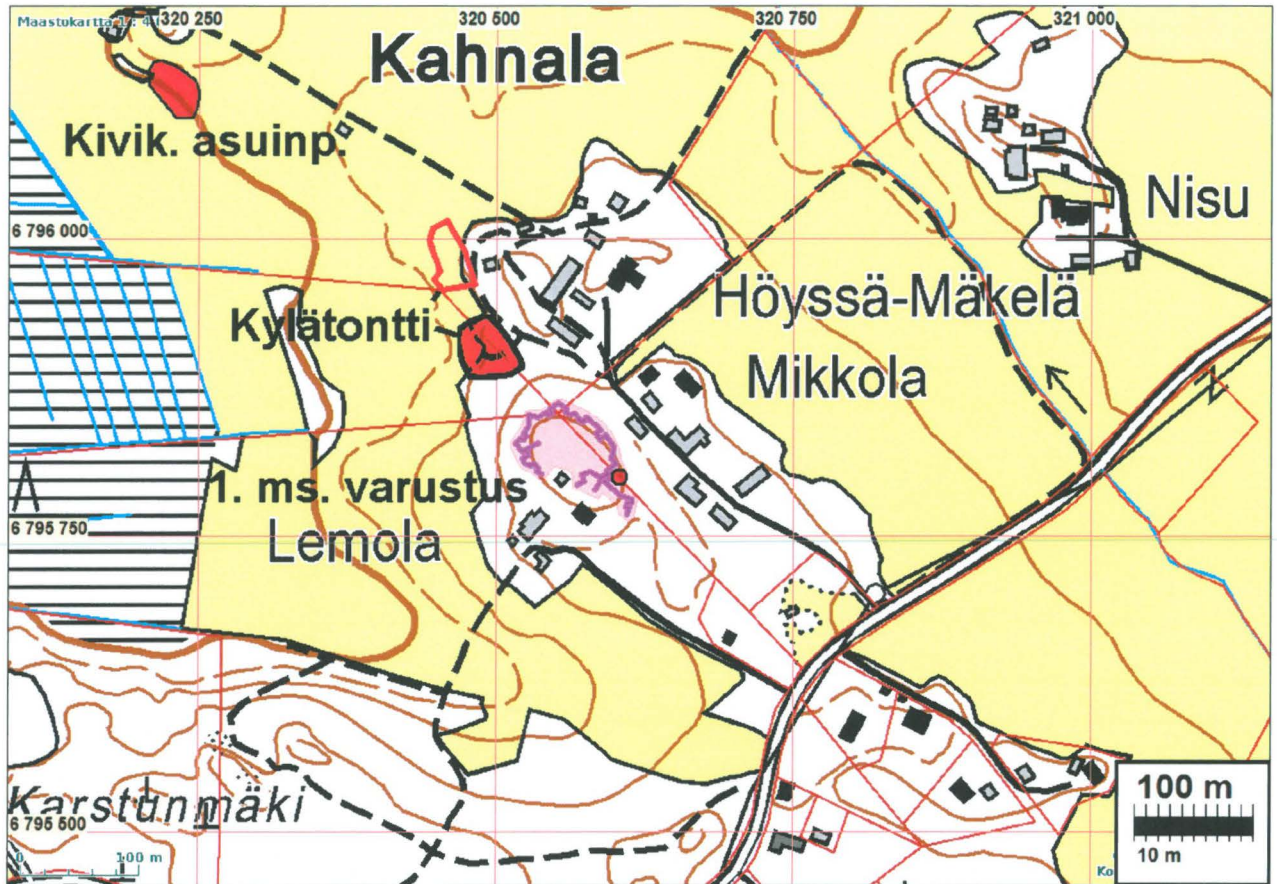 Maastokartta 1 : 4
320 250
320 500
320 750
321 000
Kahnala
Kivik. asuinp.
Nisu
6 796 000
Höyssä-Mäkelä
Kylätontti
Mikkola
1. ms. varustus
6 795 750
Lemola
Karstunmäki
6 795 500
100 m
10 m
0 100 m
Ko